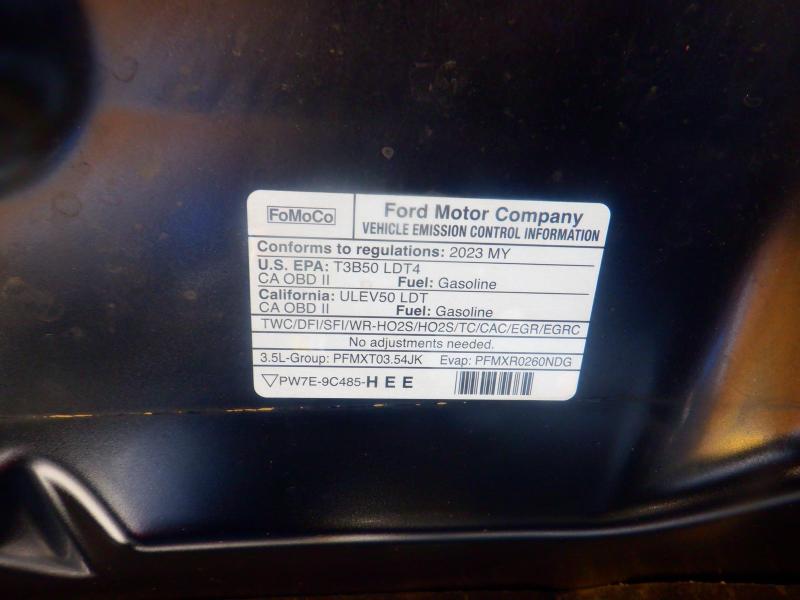 FoMoCo
Ford Motor Company
VEHICLE EMISSION CONTROL INFORMATION
Conforms to regulations: 2023 MY
U.S. EPA: T3B50 LDT4
CA OBD II Fuel: Gasoline
California: ULEV50 LDT
CA OBD II Fuel: Gasoline
TWC/DFI/SFI/WR-HO2S/HO2S/TC/CAC/EGR/EGRC
No adjustments needed.
3.5L-Group: PFMXT03.54JK Evap: PFMXR0260NDG
PW7E-9C485-HEE